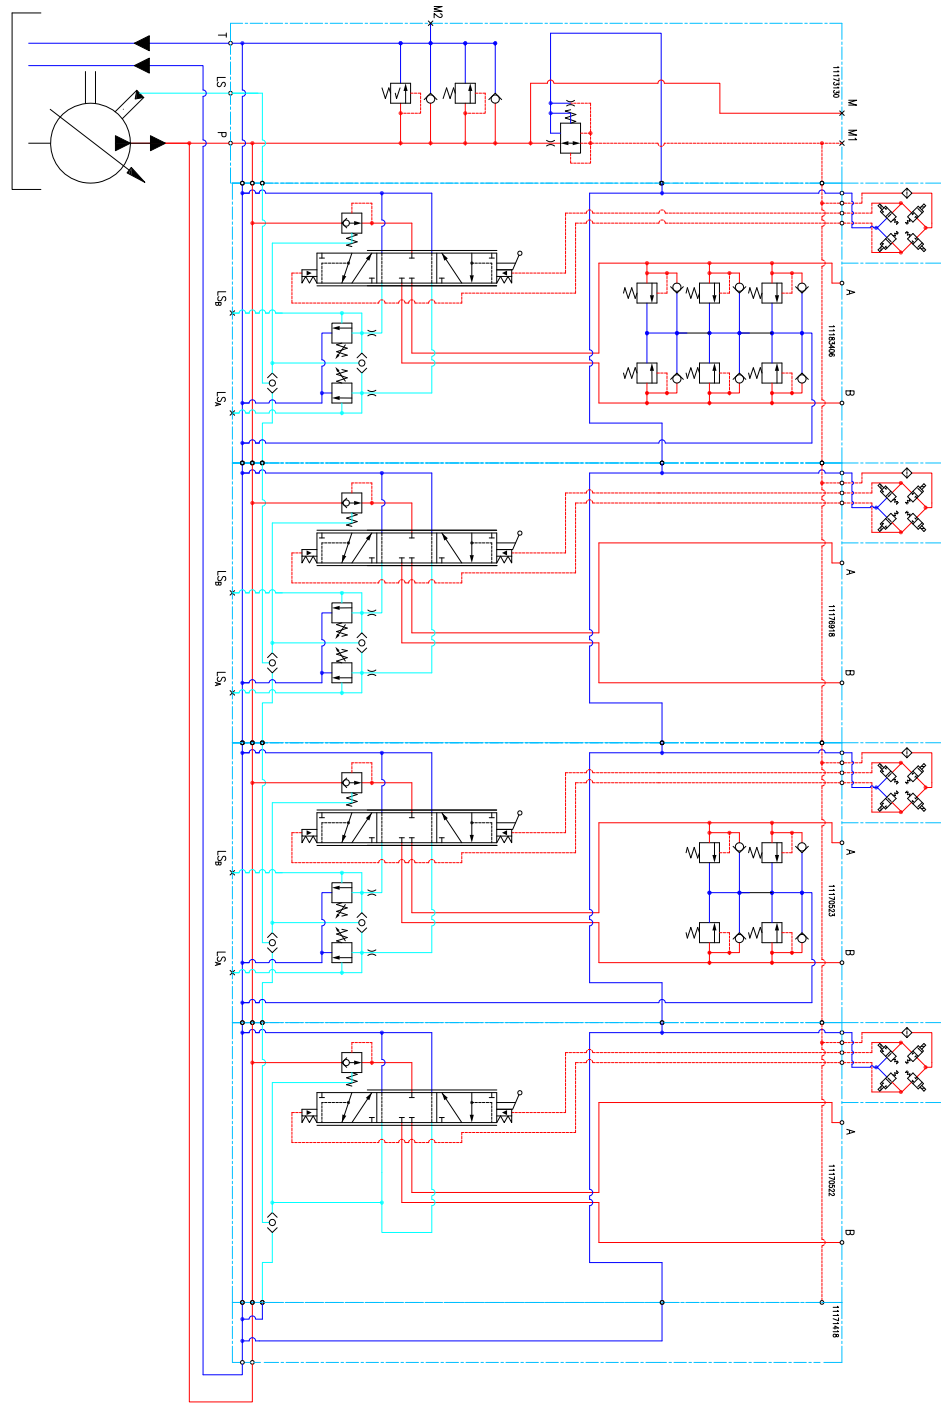 M2
T
LS
P
11173130
M
M1
LSB
LSA
11183406
A
B
LSB
LSA
11176918
A
B
LSB
LSA
11170523
A
B
11170522
A
B
11171418